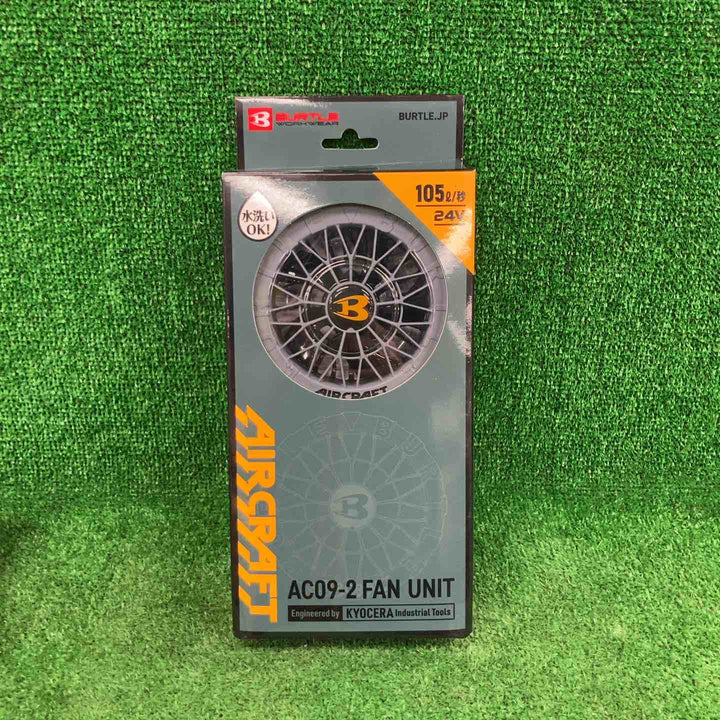 B BURTLE
WORKWEAR
BURTLE.JP
水洗い
OK!
105ℓ/秒
24V
B
AIRCRAFT
AIRCRAFT
B
AC09-2 FAN UNIT
Engineered by KYOCERA Industrial Tools